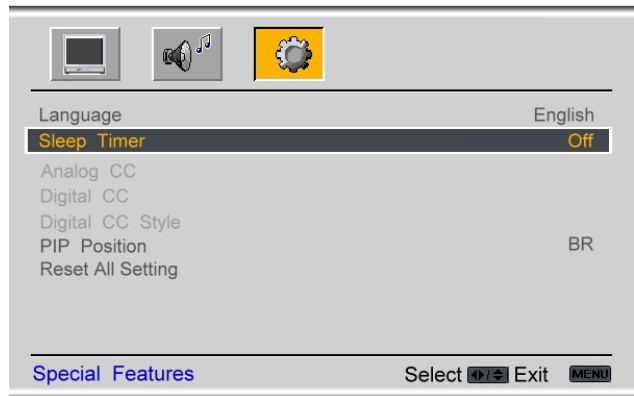 Language English
Sleep Timer Off
Analog CC
Digital CC
Digital CC Style
PIP Position BR
Reset All Setting
Special Features Select Exit MENU